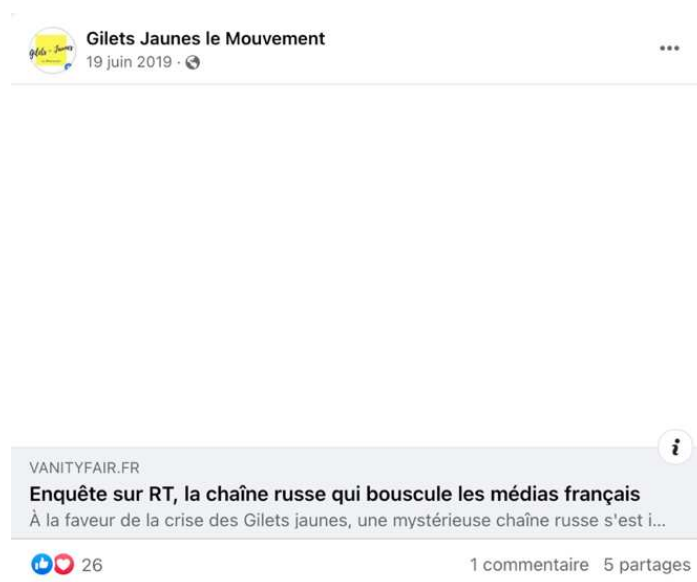 Gilets Jaunes le Mouvement
19 juin 2019 ·
Gilets - Jaunes
VANITYFAIR.FR
Enquête sur RT, la chaîne russe qui bouscule les médias français
À la faveur de la crise des Gilets jaunes, une mystérieuse chaîne russe s'est i...
26
1 commentaire 5 partages